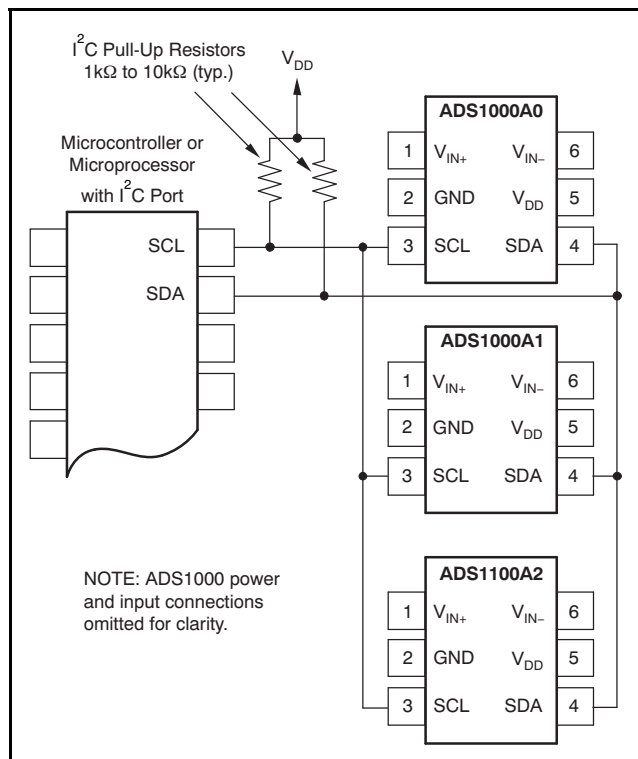 I²C Pull-Up Resistors
1kΩ to 10kΩ (typ.)
V_DD
Microcontroller or
Microprocessor
with I²C Port
SCL
SDA
ADS1000A0
1 V_IN+ V_IN– 6
2 GND V_DD 5
3 SCL SDA 4
ADS1000A1
1 V_IN+ V_IN– 6
2 GND V_DD 5
3 SCL SDA 4
ADS1100A2
1 V_IN+ V_IN– 6
2 GND V_DD 5
3 SCL SDA 4
NOTE: ADS1000 power
and input connections
omitted for clarity.